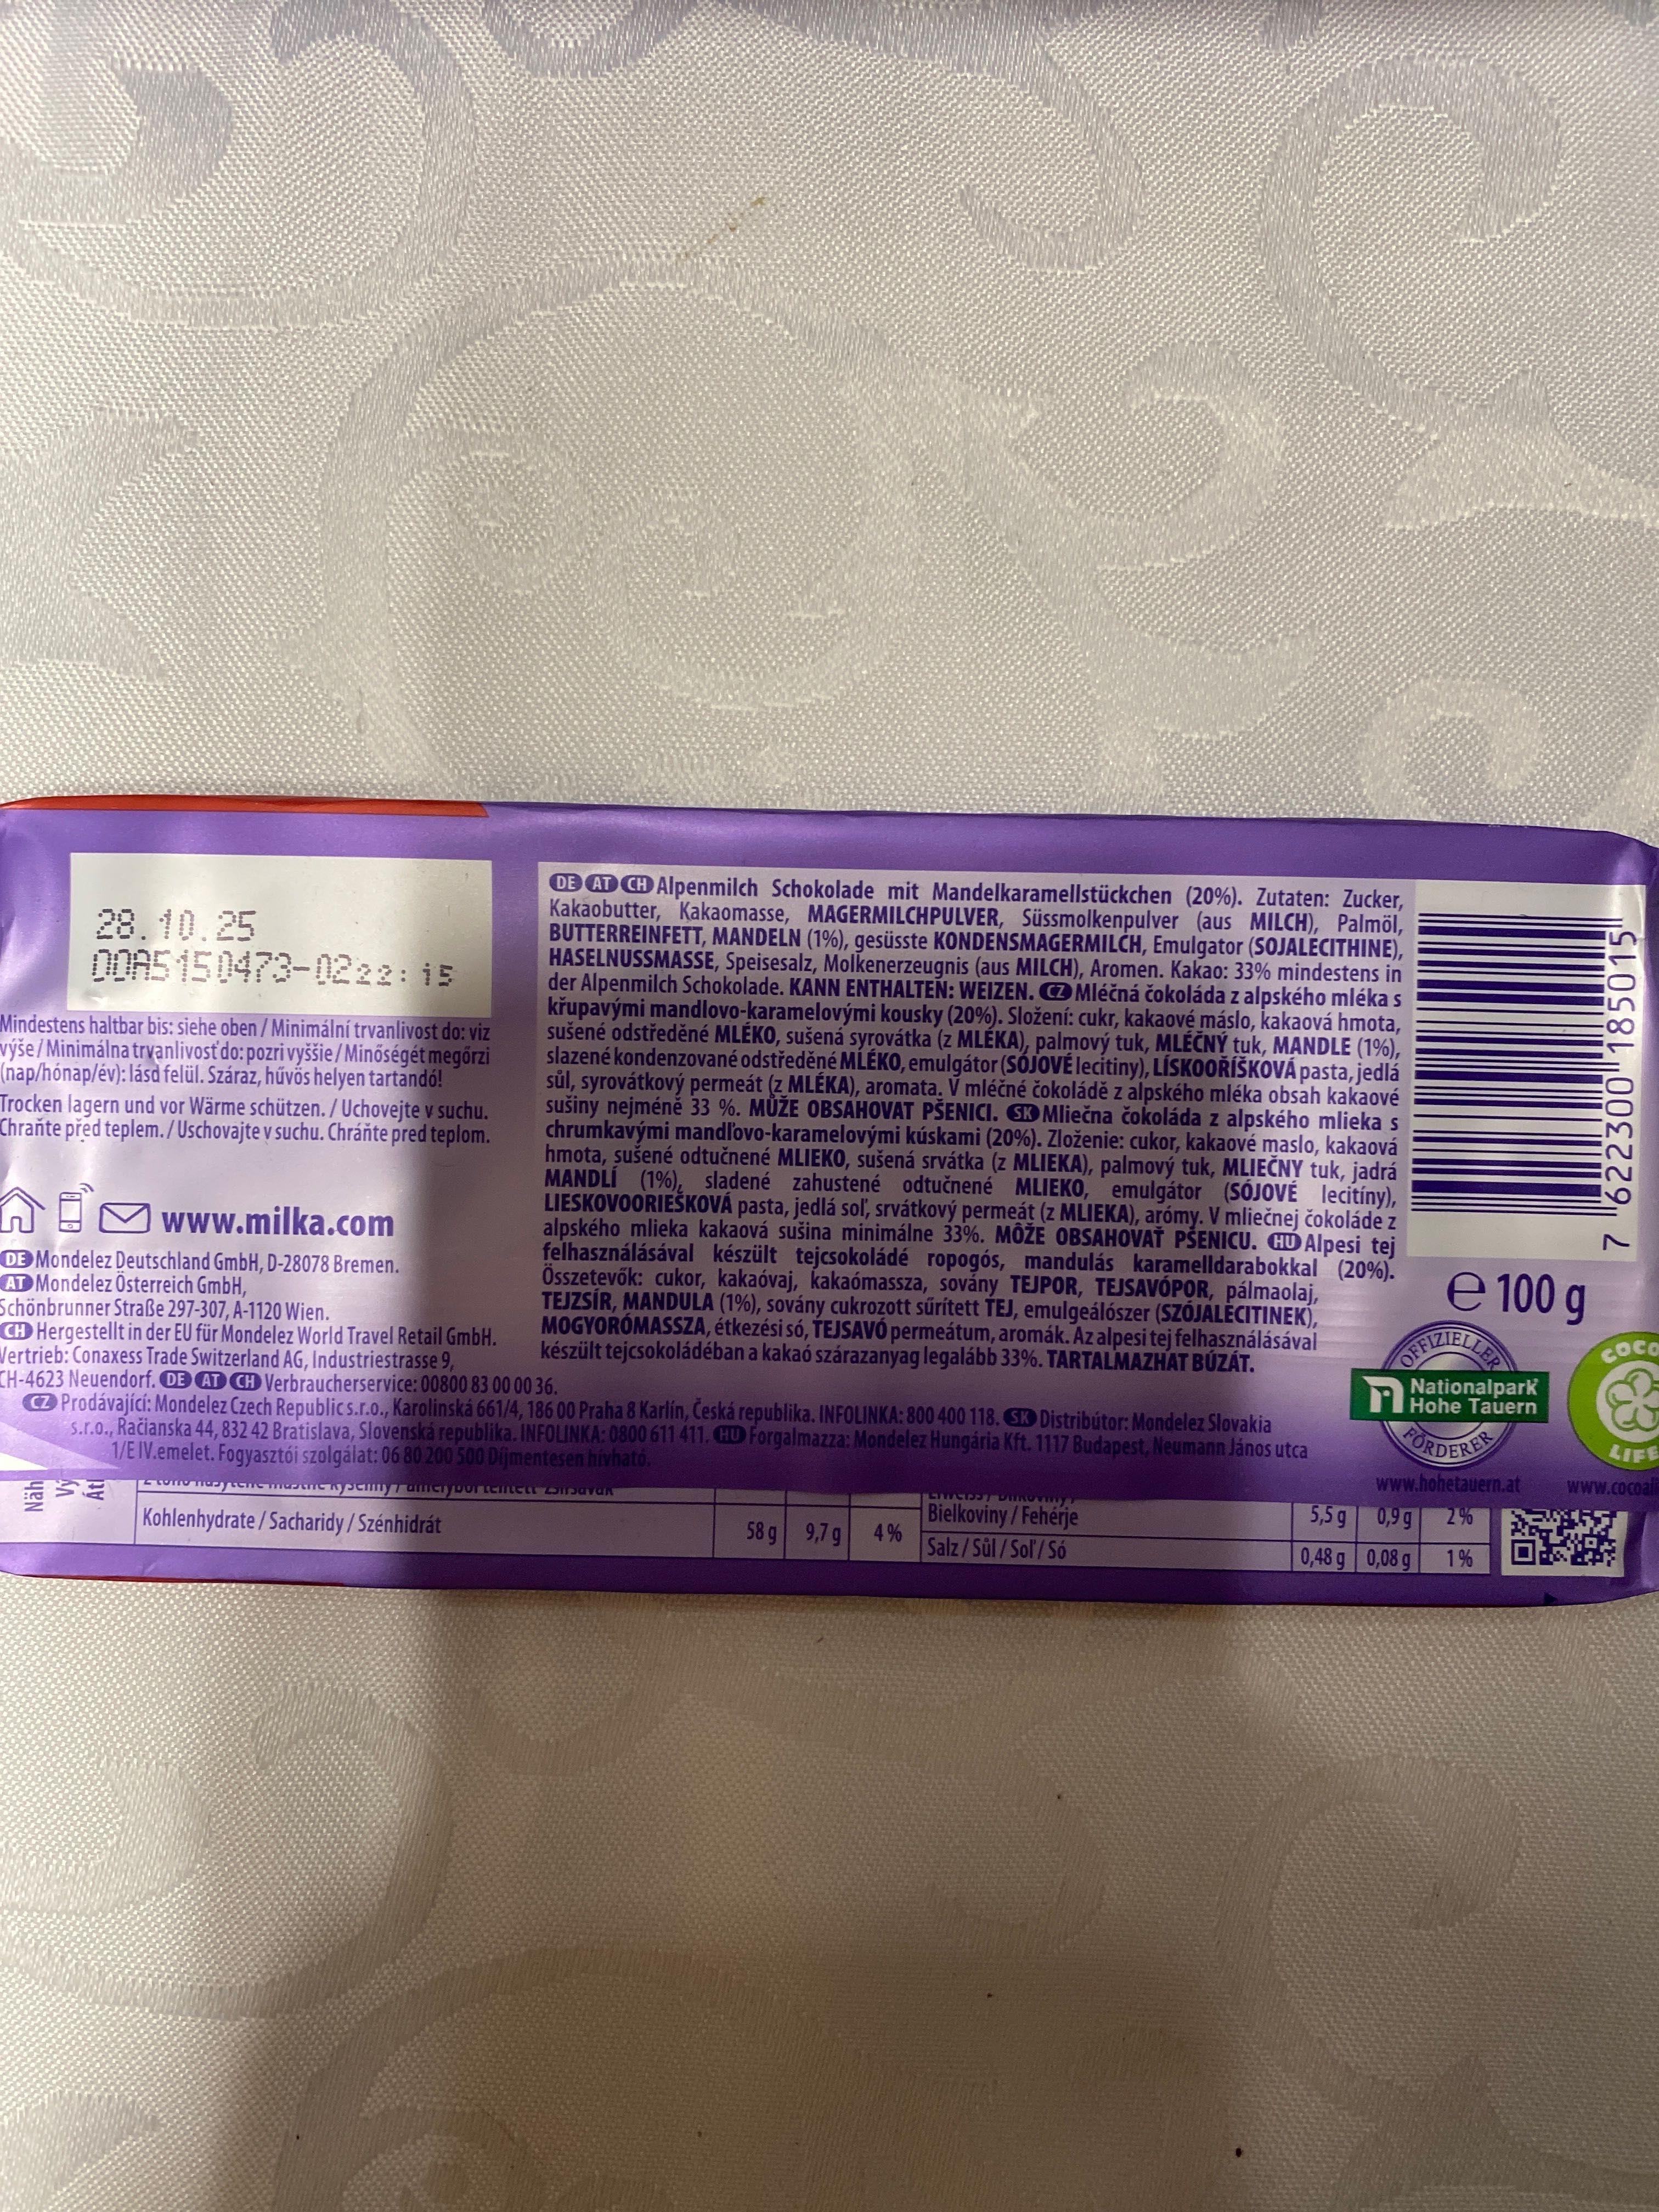 28.10.25
OOA5150473-0222:15
Mindestens haltbar bis: siehe oben / Minimální trvanlivost do: viz
výše / Minimálna trvanlivosť do: pozri vyššie / Minőségét megőrzi
(nap/hónap/év): lásd felül. Száraz, hűvös helyen tartandó!
Trocken lagern und vor Wärme schützen. / Uchovejte v suchu.
Chraňte před teplem. / Uschovajte v suchu. Chráňte pred teplom.
www.milka.com
DE Mondelez Deutschland GmbH, D-28078 Bremen.
AT Mondelez Österreich GmbH,
Schönbrunner Straße 297-307, A-1120 Wien.
CH Hergestellt in der EU für Mondelez World Travel Retail GmbH.
Vertrieb: Conaxess Trade Switzerland AG, Industriestrasse 9,
CH-4623 Neuendorf. DE AT CH Verbraucherservice: 00800 83 00 00 36.
CZ Prodávající: Mondelez Czech Republic s.r.o., Karolinská 661/4, 186 00 Praha 8 Karlín, Česká republika. INFOLINKA: 800 400 118. SK Distribútor: Mondelez Slovakia
s.r.o., Račianska 44, 832 42 Bratislava, Slovenská republika. INFOLINKA: 0800 611 411. HU Forgalmazza: Mondelez Hungária Kft. 1117 Budapest, Neumann János utca
1/E IV.emelet. Fogyasztói szolgálat: 06 80 200 500 Díjmentesen hívható.
DE AT CH Alpenmilch Schokolade mit Mandelkaramellstückchen (20%). Zutaten: Zucker,
Kakaobutter, Kakaomasse, MAGERMILCHPULVER, Süssmolkenpulver (aus MILCH), Palmöl,
BUTTERREINFETT, MANDELN (1%), gesüsste KONDENSMAGERMILCH, Emulgator (SOJALECITHINE),
HASELNUSSMASSE, Speisesalz, Molkenerzeugnis (aus MILCH), Aromen. Kakao: 33% mindestens in
der Alpenmilch Schokolade. KANN ENTHALTEN: WEIZEN. CZ Mléčná čokoláda z alpského mléka s
křupavými mandlovo-karamelovými kousky (20%). Složení: cukr, kakaové máslo, kakaová hmota,
sušené odstředěné MLÉKO, sušená syrovátka (z MLÉKA), palmový tuk, MLÉČNÝ tuk, MANDLE (1%),
slazené kondenzované odstředěné MLÉKO, emulgátor (SÓJOVÉ lecitiny), LÍSKOOŘÍŠKOVÁ pasta, jedlá
sůl, syrovátkový permeát (z MLÉKA), aromata. V mléčné čokoládě z alpského mléka obsah kakaové
sušiny nejméně 33 %. MŮŽE OBSAHOVAT PŠENICI. SK Mliečna čokoláda z alpského mlieka s
chrumkavými mandľovo-karamelovými kúskami (20%). Zloženie: cukor, kakaové maslo, kakaová
hmota, sušené odtučnené MLIEKO, sušená srvátka (z MLIEKA), palmový tuk, MLIEČNY tuk, jadrá
MANDLÍ (1%), sladené zahustené odtučnené MLIEKO, emulgátor (SÓJOVÉ lecitíny),
LIESKOVOORIEŠKOVÁ pasta, jedlá soľ, srvátkový permeát (z MLIEKA), arómy. V mliečnej čokoláde z
alpského mlieka kakaová sušina minimálne 33%. MÔŽE OBSAHOVAŤ PŠENICU. HU Alpesi tej
felhasználásával készült tejcsokoládé ropogós, mandulás karamelldarabokkal (20%).
Összetevők: cukor, kakaóvaj, kakaómassza, sovány TEJPOR, TEJSAVÓPOR, pálmaolaj,
TEJZSÍR, MANDULA (1%), sovány cukrozott sűrített TEJ, emulgeálószer (SZÓJALECITINEK),
MOGYORÓMASSZA, étkezési só, TEJSAVÓ permeátum, aromák. Az alpesi tej felhasználásával
készült tejcsokoládéban a kakaó szárazanyag legalább 33%. TARTALMAZHAT BÚZÁT.
7 622300 185015
e 100 g
OFFIZIELLER
Nationalpark
Hohe Tauern
FÖRDERER
www.hohetauern.at
COCO
LIFE
www.cocoali
Näh
Vý
Át
Kohlenhydrate / Sacharidy / Szénhidrát 58 g 9,7 g 4 %
Bielkoviny / Fehérje 5,5 g 0,9 g 2 %
Salz / Sůl / Soľ / Só 0,48 g 0,08 g 1 %